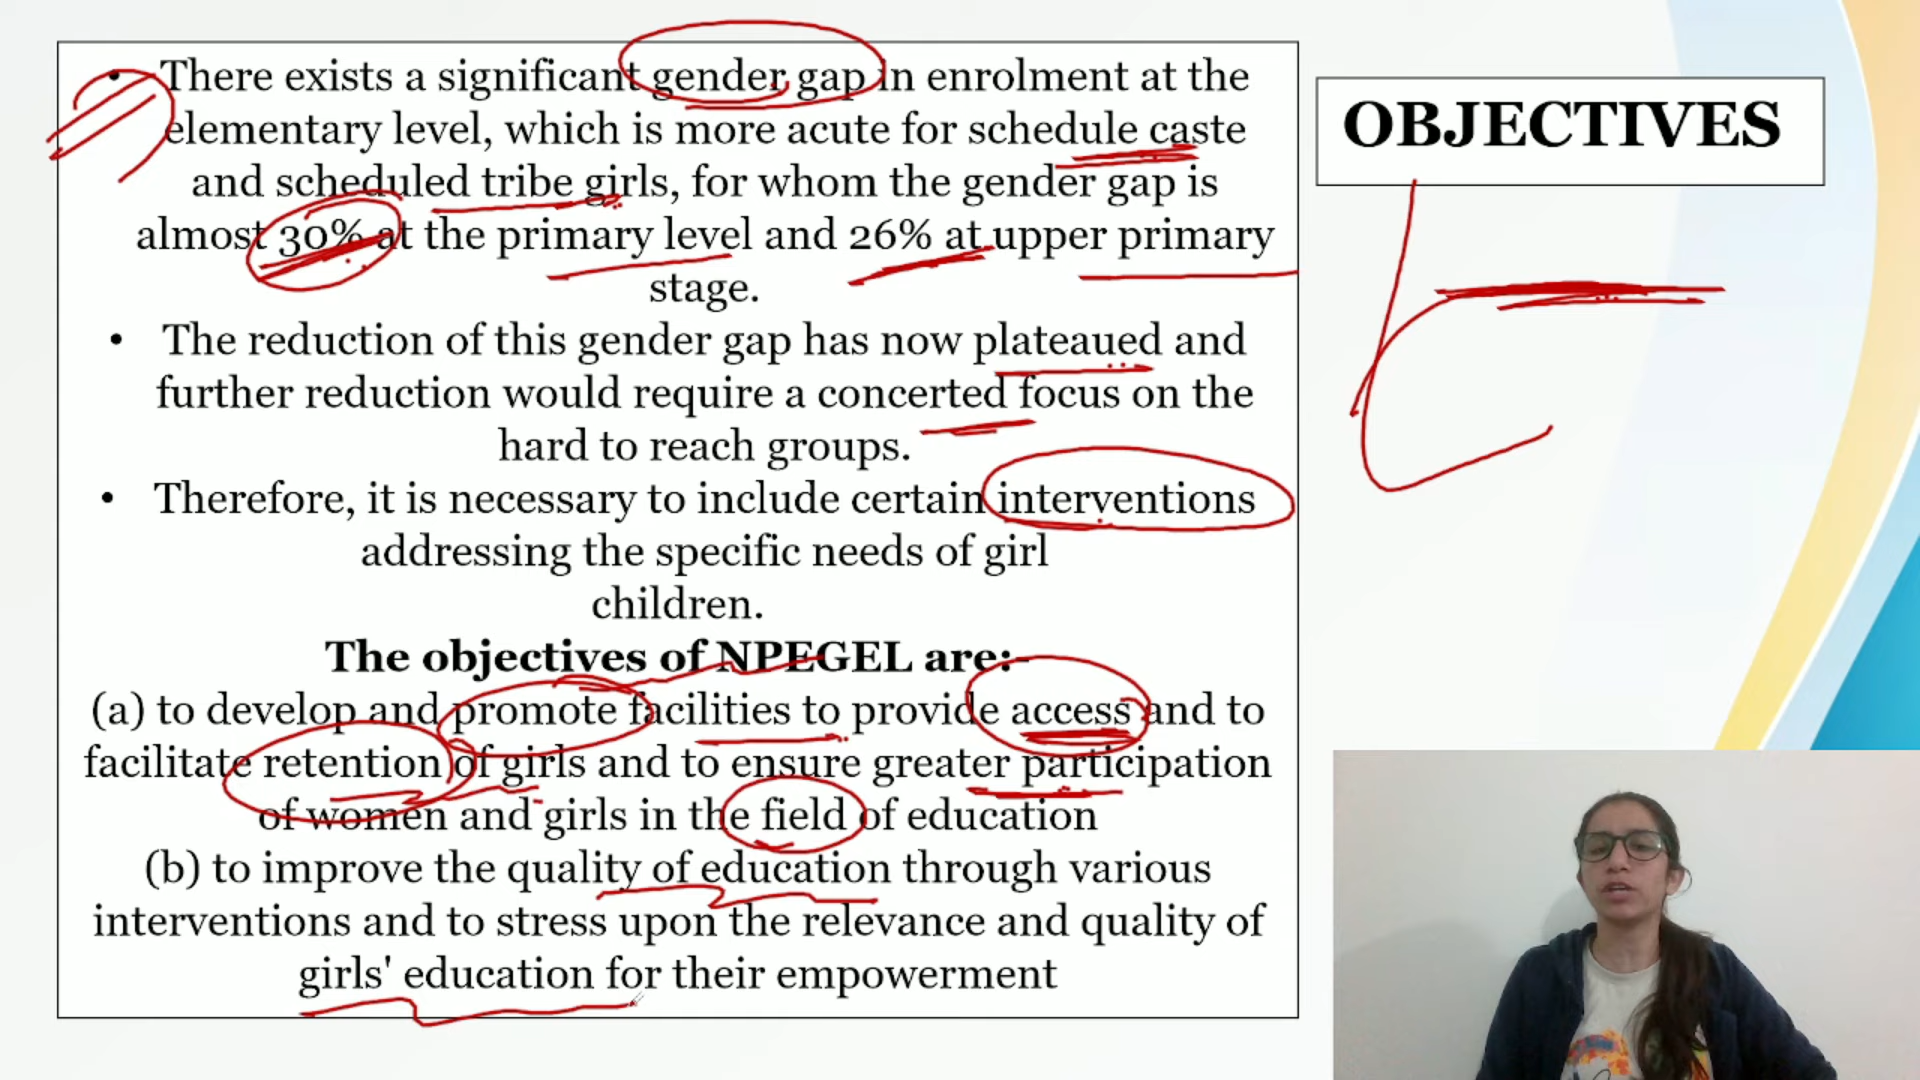 • There exists a significant gender gap in enrolment at the
elementary level, which is more acute for schedule caste
and scheduled tribe girls, for whom the gender gap is
almost 30% at the primary level and 26% at upper primary
stage.
• The reduction of this gender gap has now plateaued and
further reduction would require a concerted focus on the
hard to reach groups.
• Therefore, it is necessary to include certain interventions
addressing the specific needs of girl
children.
The objectives of NPEGEL are:-
(a) to develop and promote facilities to provide access and to
facilitate retention of girls and to ensure greater participation
of women and girls in the field of education
(b) to improve the quality of education through various
interventions and to stress upon the relevance and quality of
girls' education for their empowerment
OBJECTIVES